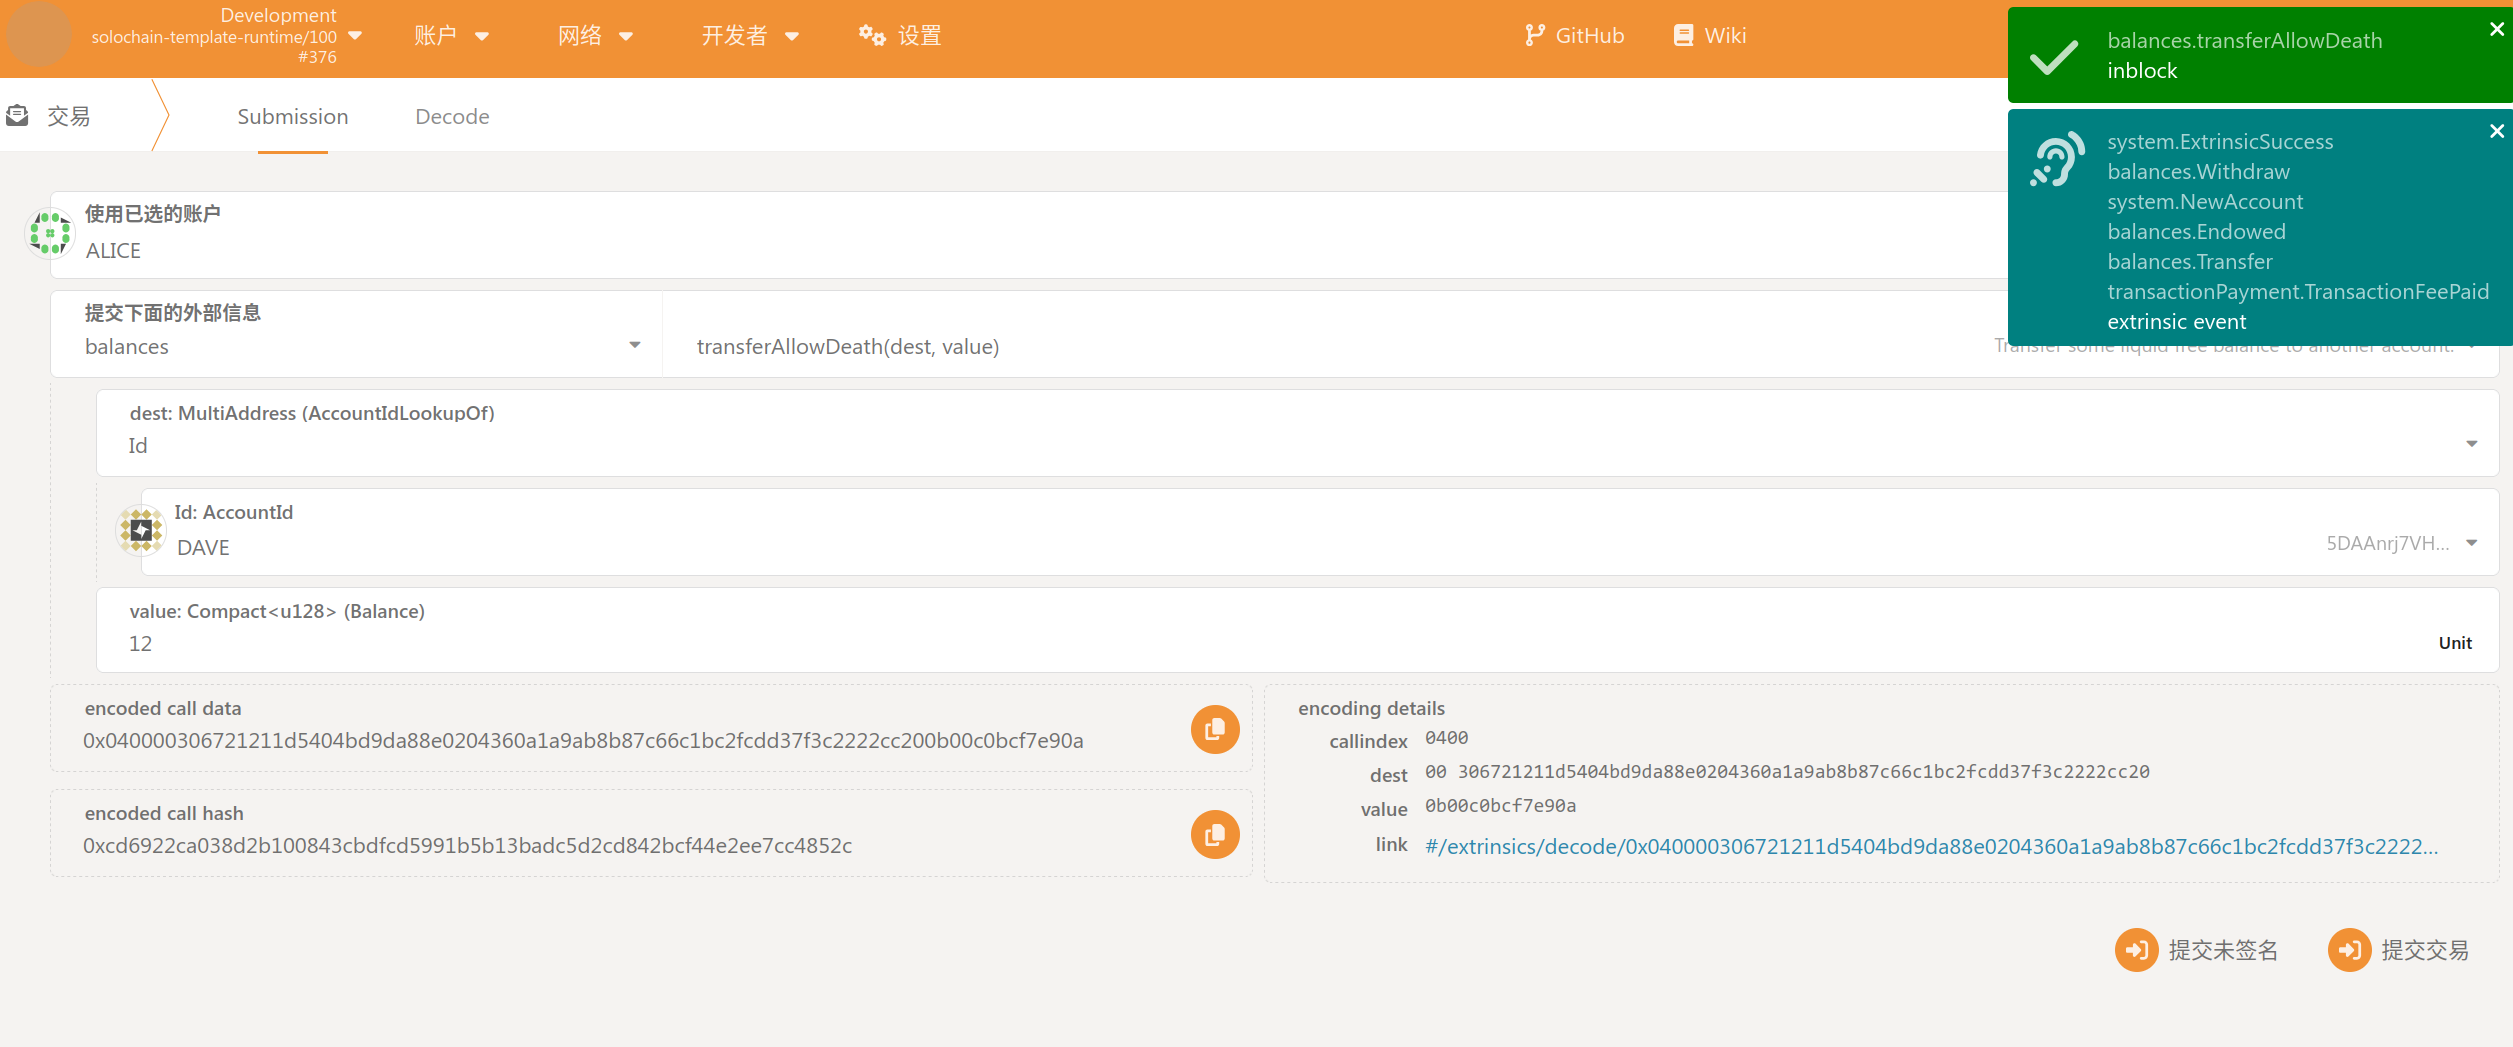 Development
solochain-template-runtime/100
#376
账户
网络
开发者
设置
GitHub
Wiki
balances.transferAllowDeath
inblock
system.ExtrinsicSuccess
balances.Withdraw
system.NewAccount
balances.Endowed
balances.Transfer
transactionPayment.TransactionFeePaid
extrinsic event
交易
Submission
Decode
使用已选的账户
ALICE
提交下面的外部信息
balances
transferAllowDeath(dest, value)
Transfer some liquid free balance to another account.
dest: MultiAddress (AccountIdLookupOf)
Id
Id: AccountId
DAVE
5DAAnrj7VH...
value: Compact<u128> (Balance)
12
Unit
encoded call data
0x040000306721211d5404bd9da88e0204360a1a9ab8b87c66c1bc2fcdd37f3c2222cc200b00c0bcf7e90a
encoded call hash
0xcd6922ca038d2b100843cbdfcd5991b5b13badc5d2cd842bcf44e2ee7cc4852c
encoding details
callindex 0400
dest 00 306721211d5404bd9da88e0204360a1a9ab8b87c66c1bc2fcdd37f3c2222cc20
value 0b00c0bcf7e90a
link #/extrinsics/decode/0x040000306721211d5404bd9da88e0204360a1a9ab8b87c66c1bc2fcdd37f3c2222...
提交未签名
提交交易